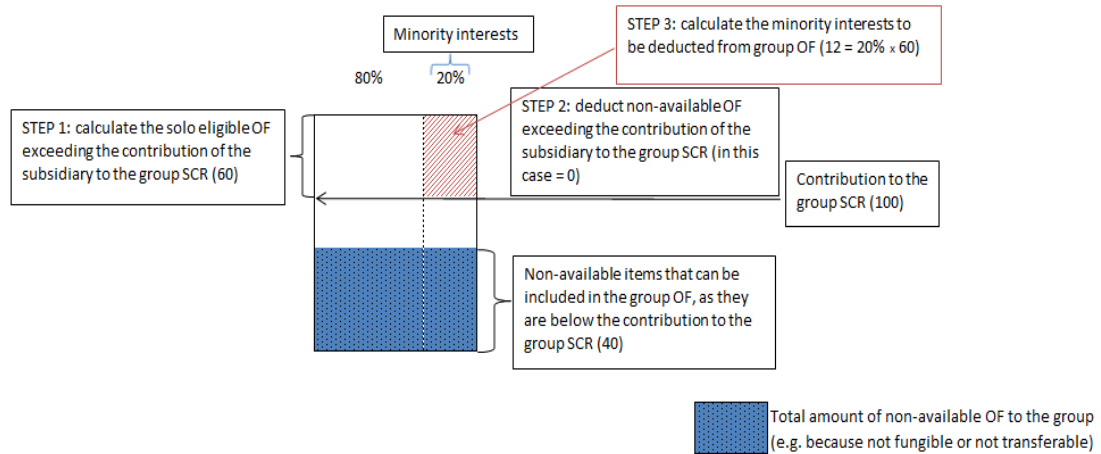 Minority interests
80%
20%
STEP 3: calculate the minority interests to
be deducted from group OF (12 = 20% x 60)
STEP 1: calculate the solo eligible OF
exceeding the contribution of the
subsidiary to the group SCR (60)
STEP 2: deduct non-available OF
exceeding the contribution of the
subsidiary to the group SCR (in this
case = 0)
Contribution to the
group SCR (100)
Non-available items that can be
included in the group OF, as they
are below the contribution to the
group SCR (40)
Total amount of non-available OF to the group
(e.g. because not fungible or not transferable)